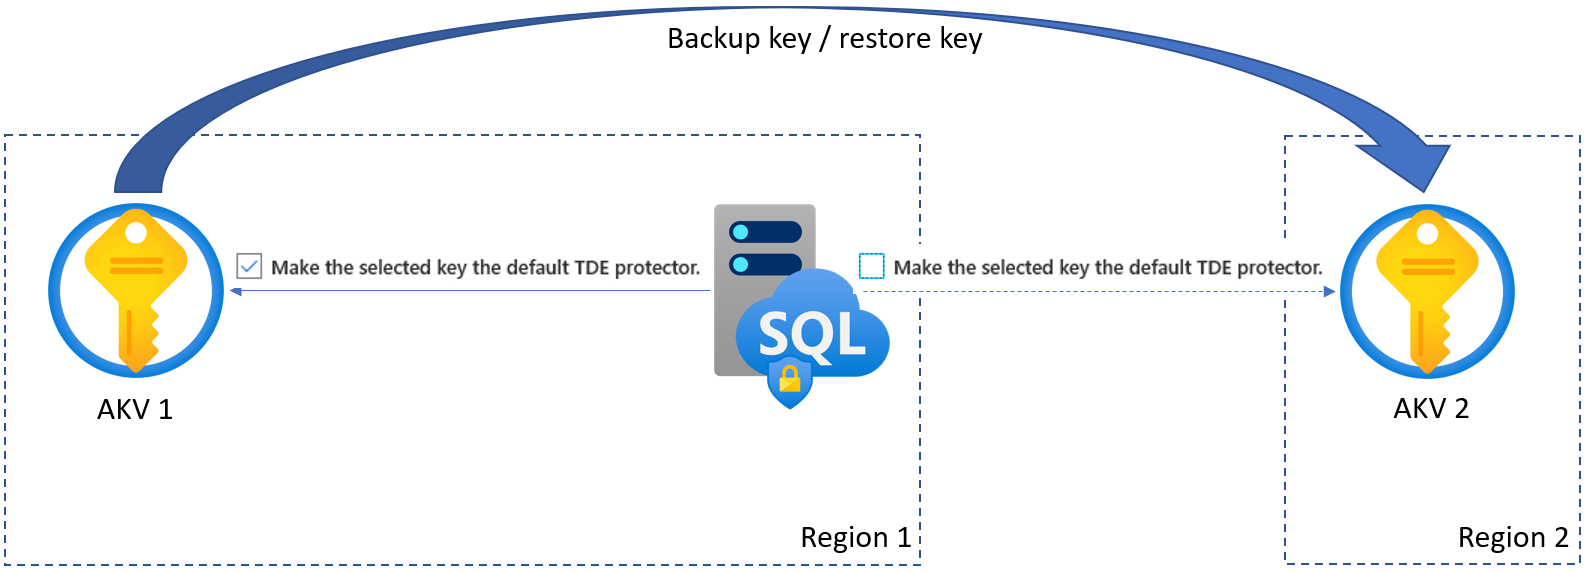 Backup key / restore key
Make the selected key the default TDE protector.
Make the selected key the default TDE protector.
SQL
AKV 1
AKV 2
Region 1
Region 2